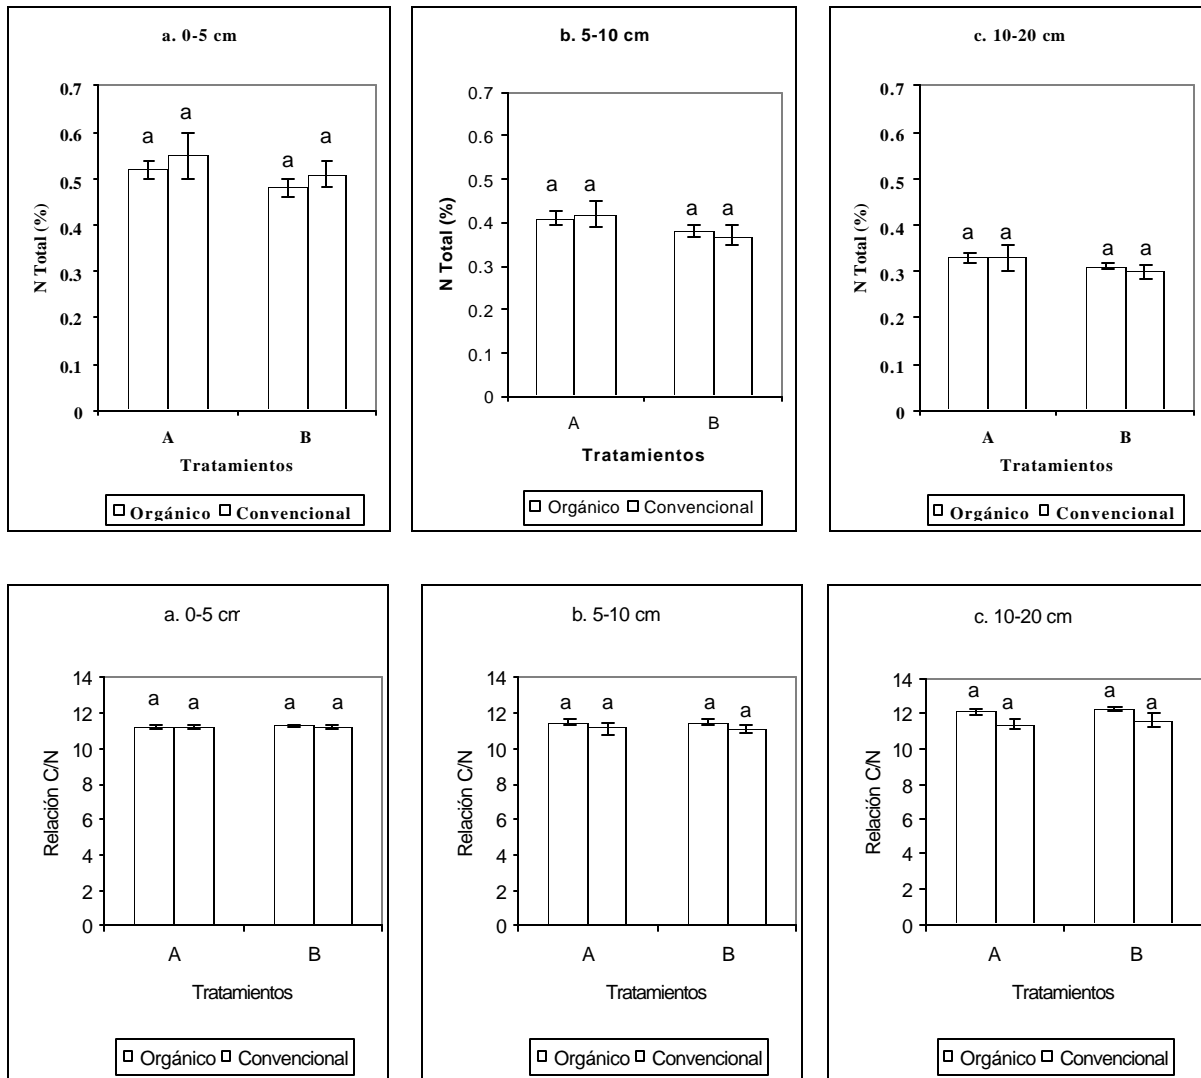 a. 0-5 cm
N Total (%)
0.7
0.6
0.5
0.4
0.3
0.2
0.1
0
a
a
a
a
A
B
Tratamientos
Orgánico
Convencional
b. 5-10 cm
N Total (%)
0.7
0.6
0.5
0.4
0.3
0.2
0.1
0
a
a
a
a
A
B
Tratamientos
Orgánico
Convencional
c. 10-20 cm
N Total (%)
0.7
0.6
0.5
0.4
0.3
0.2
0.1
0
a
a
a
a
A
B
Tratamientos
Orgánico
Convencional
a. 0-5 cm
Relación C/N
14
12
10
8
6
4
2
0
a
a
a
a
A
B
Tratamientos
Orgánico
Convencional
b. 5-10 cm
Relación C/N
14
12
10
8
6
4
2
0
a
a
a
a
A
B
Tratamientos
Orgánico
Convencional
c. 10-20 cm
Relación C/N
14
12
10
8
6
4
2
0
a
a
a
a
A
B
Tratamientos
Orgánico
Convencional